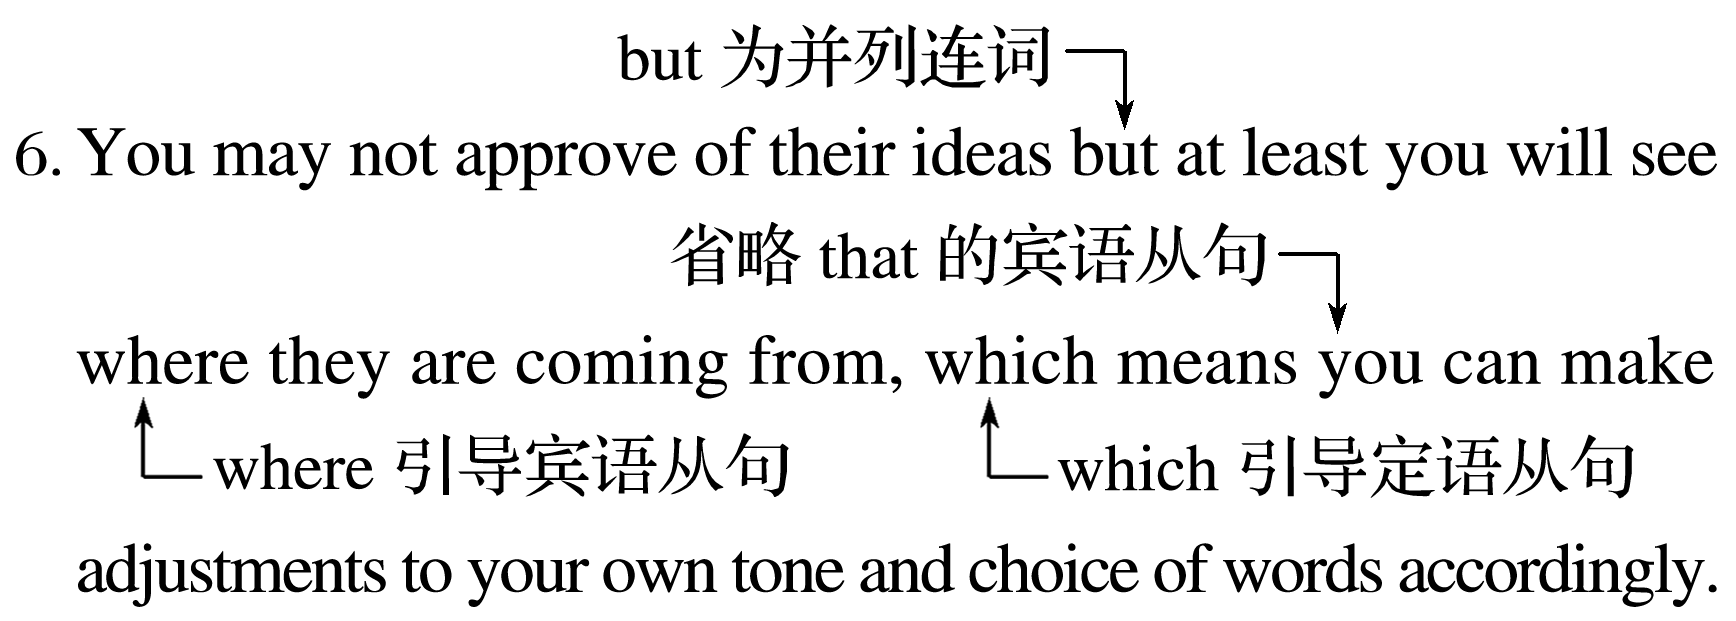 but 为并列连词
6. You may not approve of their ideas but at least you will see
省略 that 的宾语从句
where they are coming from, which means you can make
where 引导宾语从句 which 引导定语从句
adjustments to your own tone and choice of words accordingly.